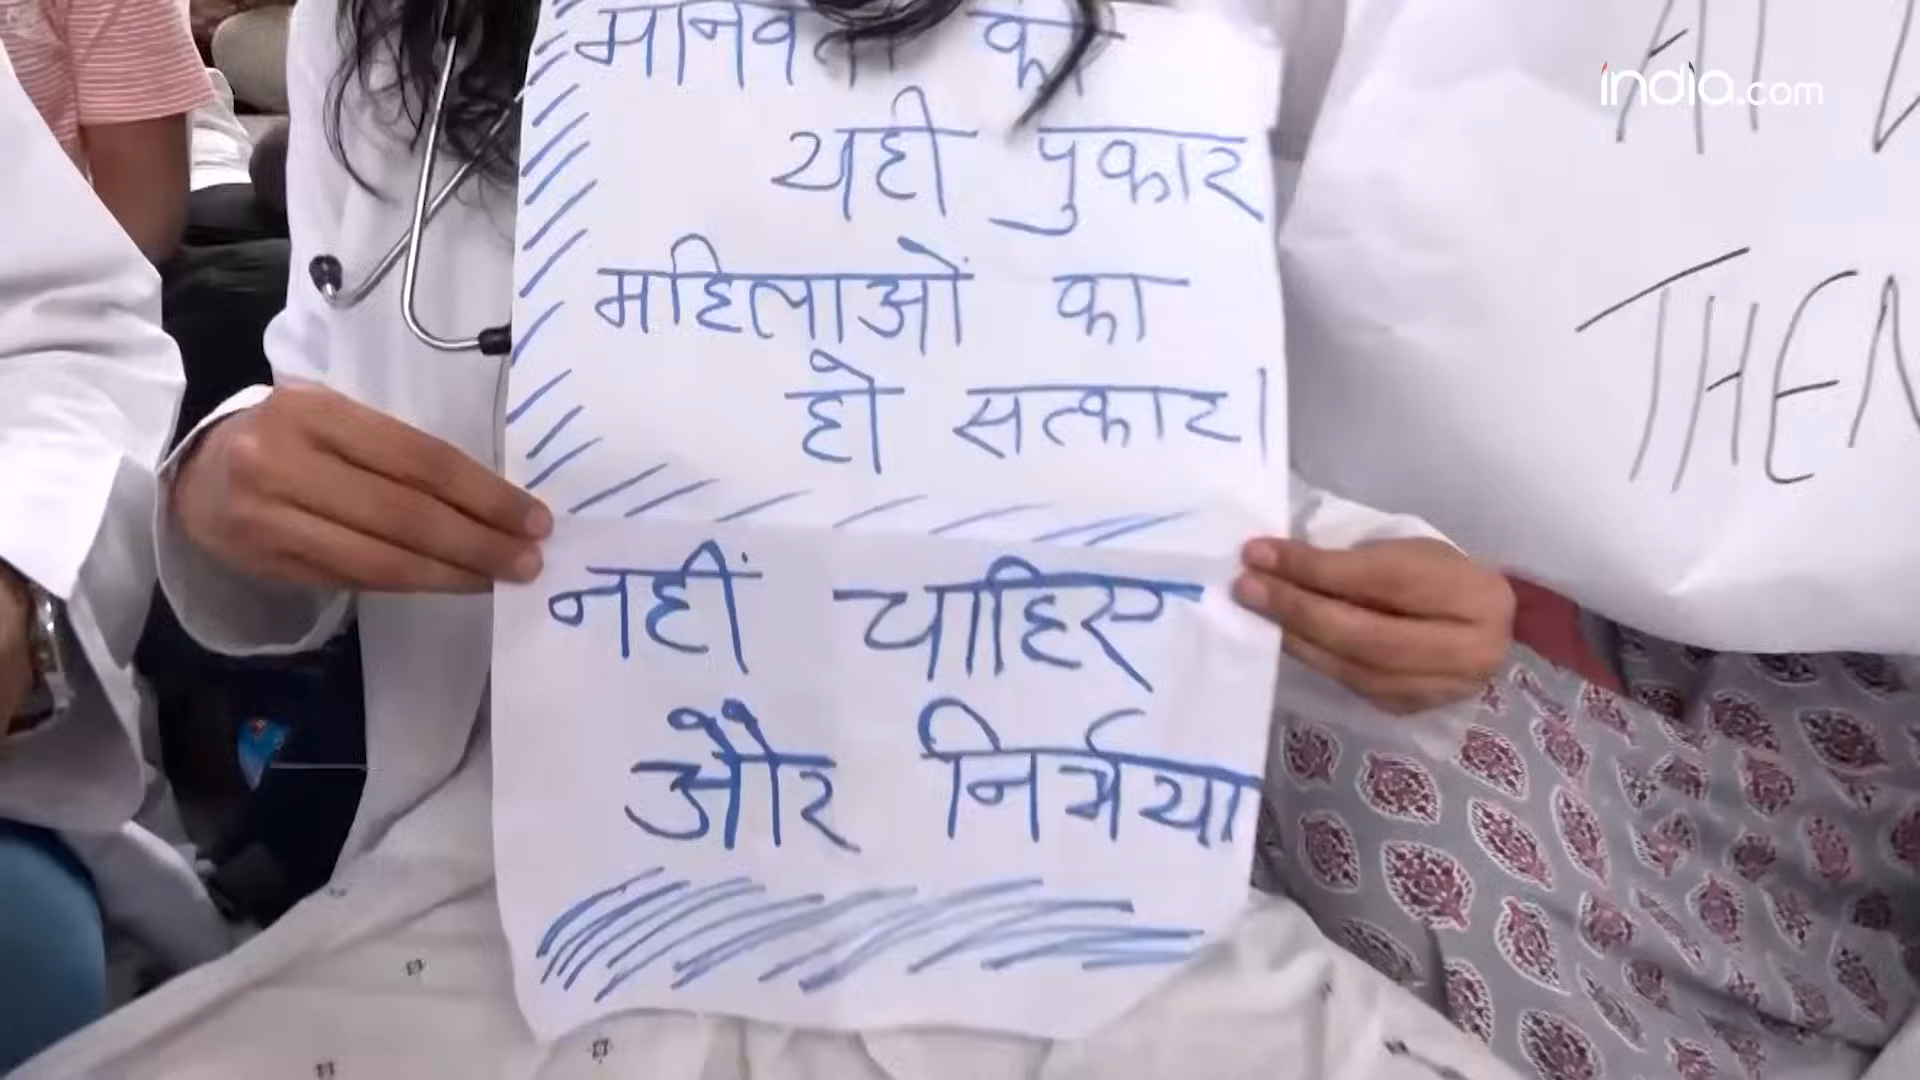 मानवता की
यही पुकार
महिलाओं का
हो सत्कार।
नहीं चाहिए
और निर्भया
THEN
india.com